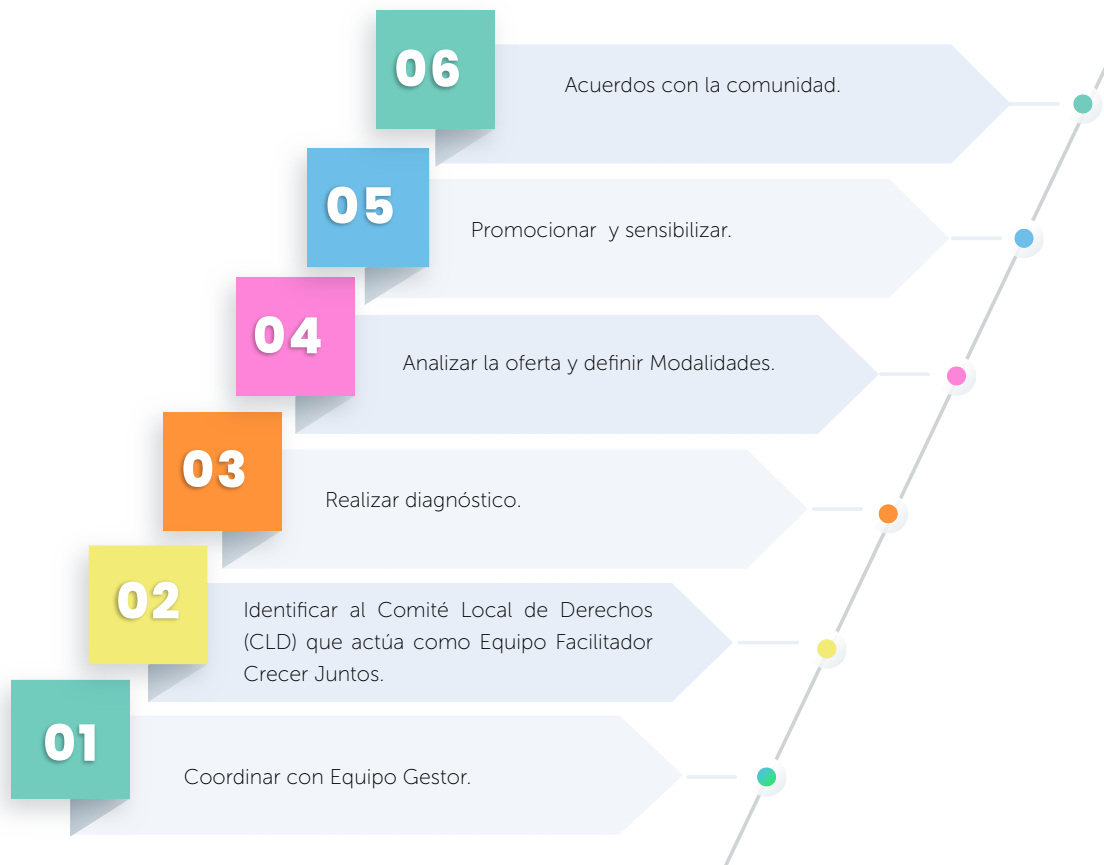 06
Acuerdos con la comunidad.
05
Promocionar y sensibilizar.
04
Analizar la oferta y definir Modalidades.
03
Realizar diagnóstico.
02
Identificar al Comité Local de Derechos
(CLD) que actúa como Equipo Facilitador
Crecer Juntos.
01
Coordinar con Equipo Gestor.